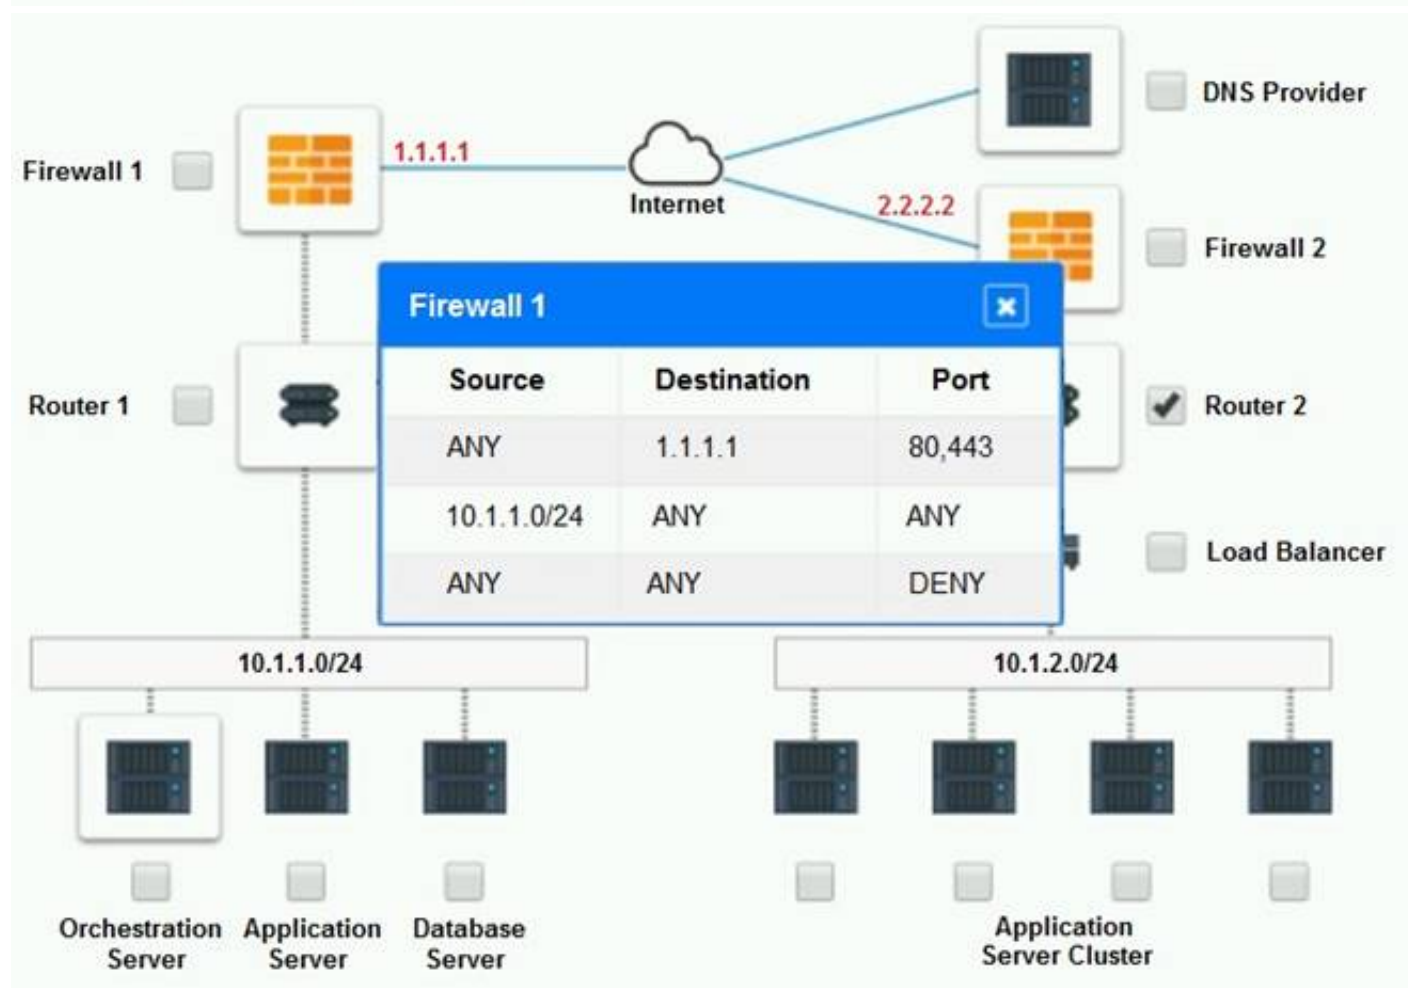 DNS Provider
Firewall 1
1.1.1.1
Internet
2.2.2.2
Firewall 2
Firewall 1
Source Destination Port
ANY 1.1.1.1 80,443
10.1.1.0/24 ANY ANY
ANY ANY DENY
Router 1
Router 2
Load Balancer
10.1.1.0/24
10.1.2.0/24
Orchestration
Server
Application
Server
Database
Server
Application
Server Cluster